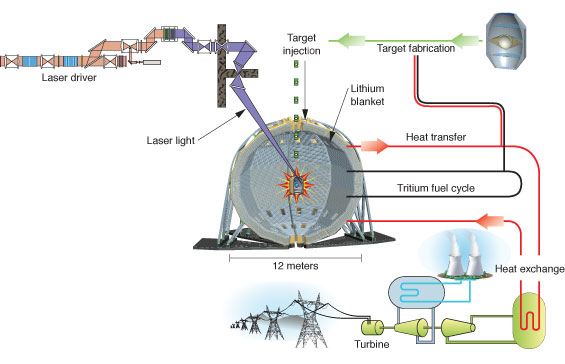 Target
injection
Target fabrication
Laser driver
Lithium
blanket
Laser light
Heat transfer
Tritium fuel cycle
12 meters
Heat exchange
Turbine